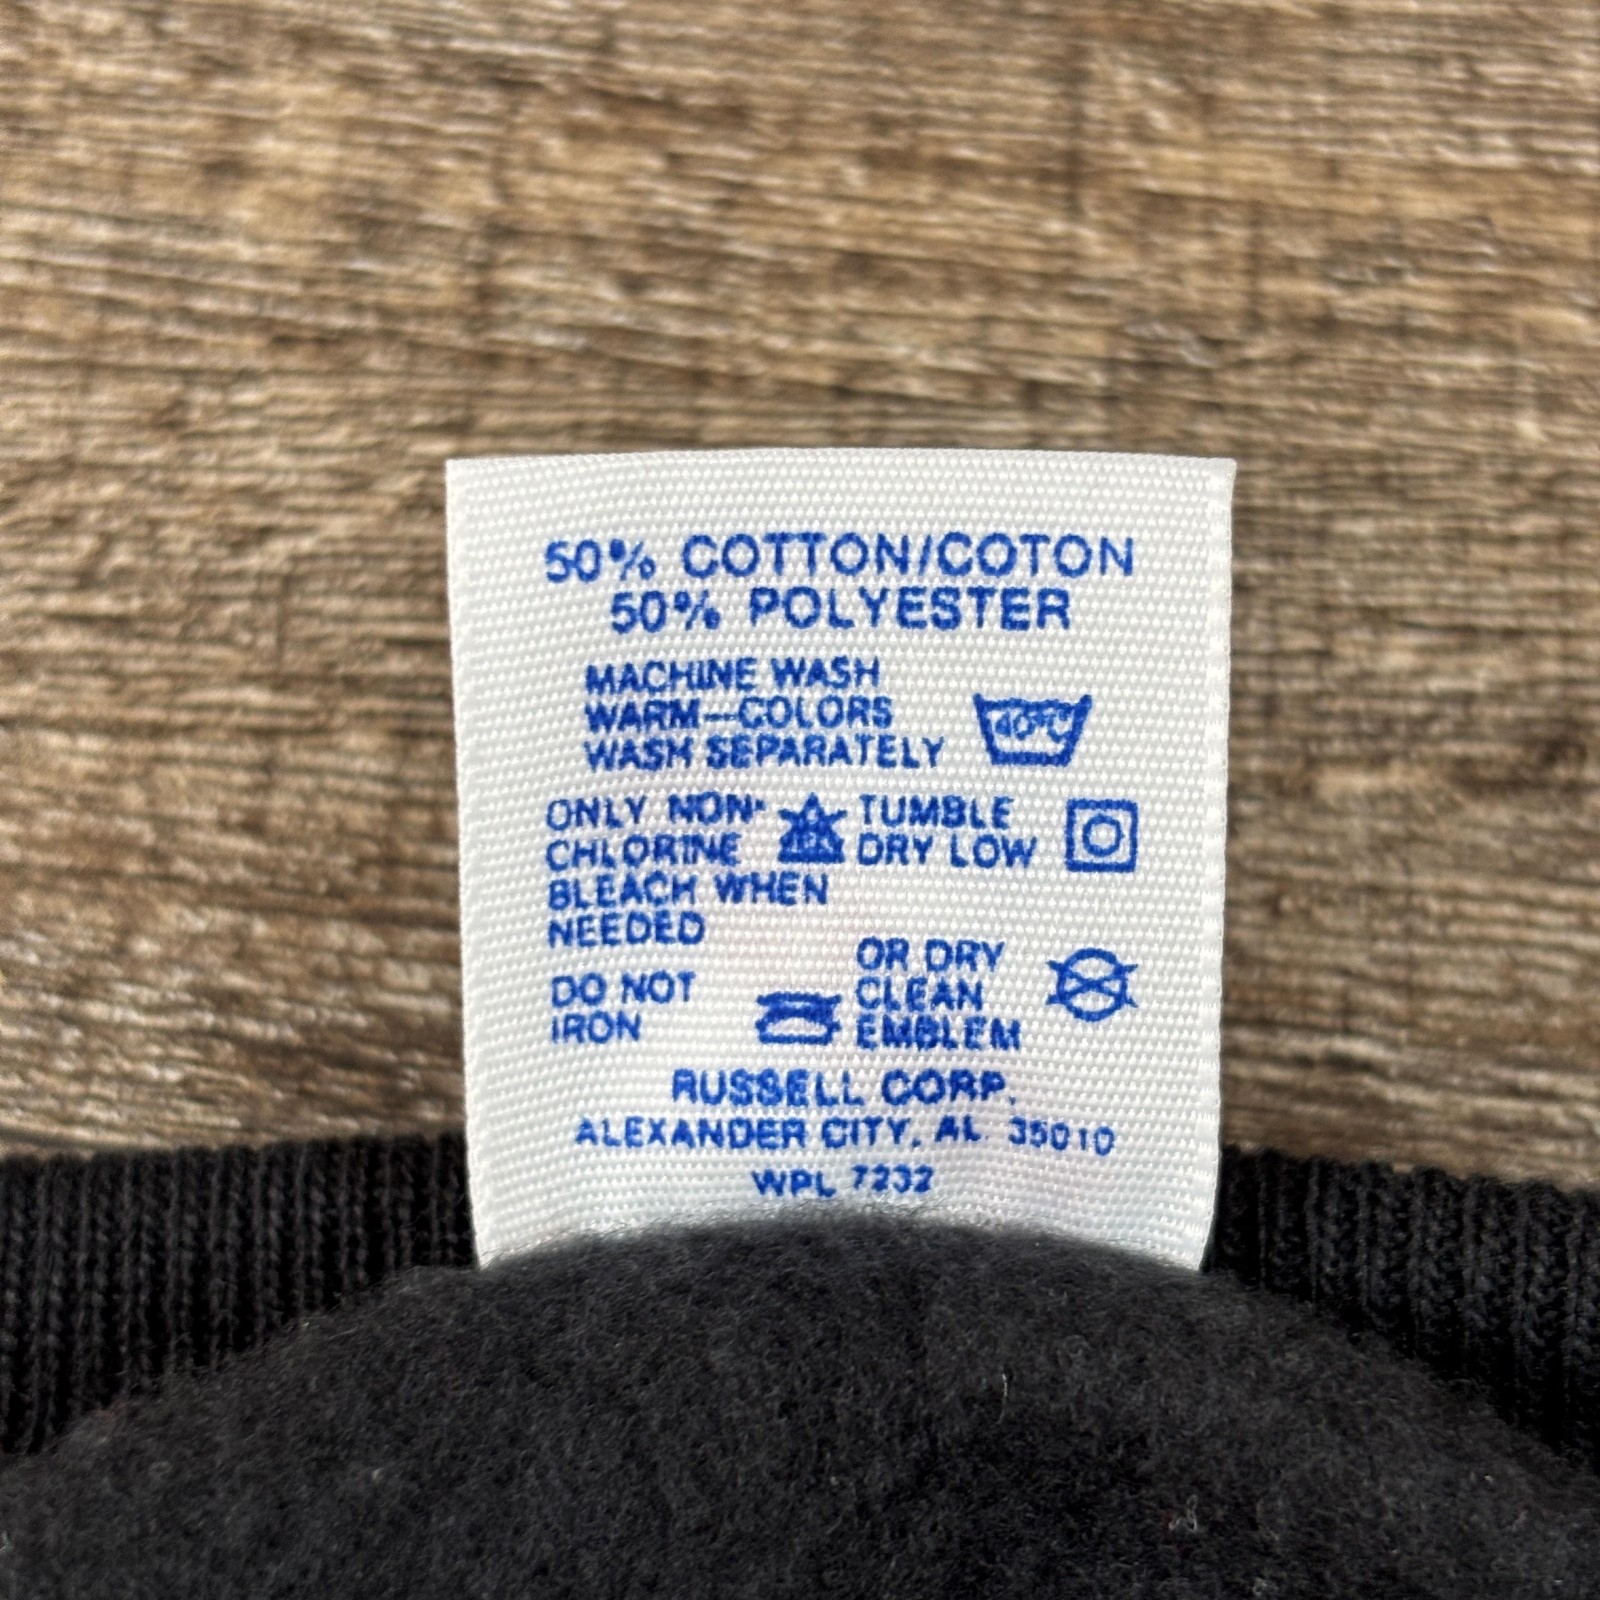 50% COTTON/COTON
50% POLYESTER
MACHINE WASH
WARM—COLORS
WASH SEPARATELY
40°C
ONLY NON-
CHLORINE
BLEACH WHEN
NEEDED
TUMBLE
DRY LOW
DO NOT
IRON
OR DRY
CLEAN
EMBLEM
RUSSELL CORP.
ALEXANDER CITY, AL 35010
WPL 7232